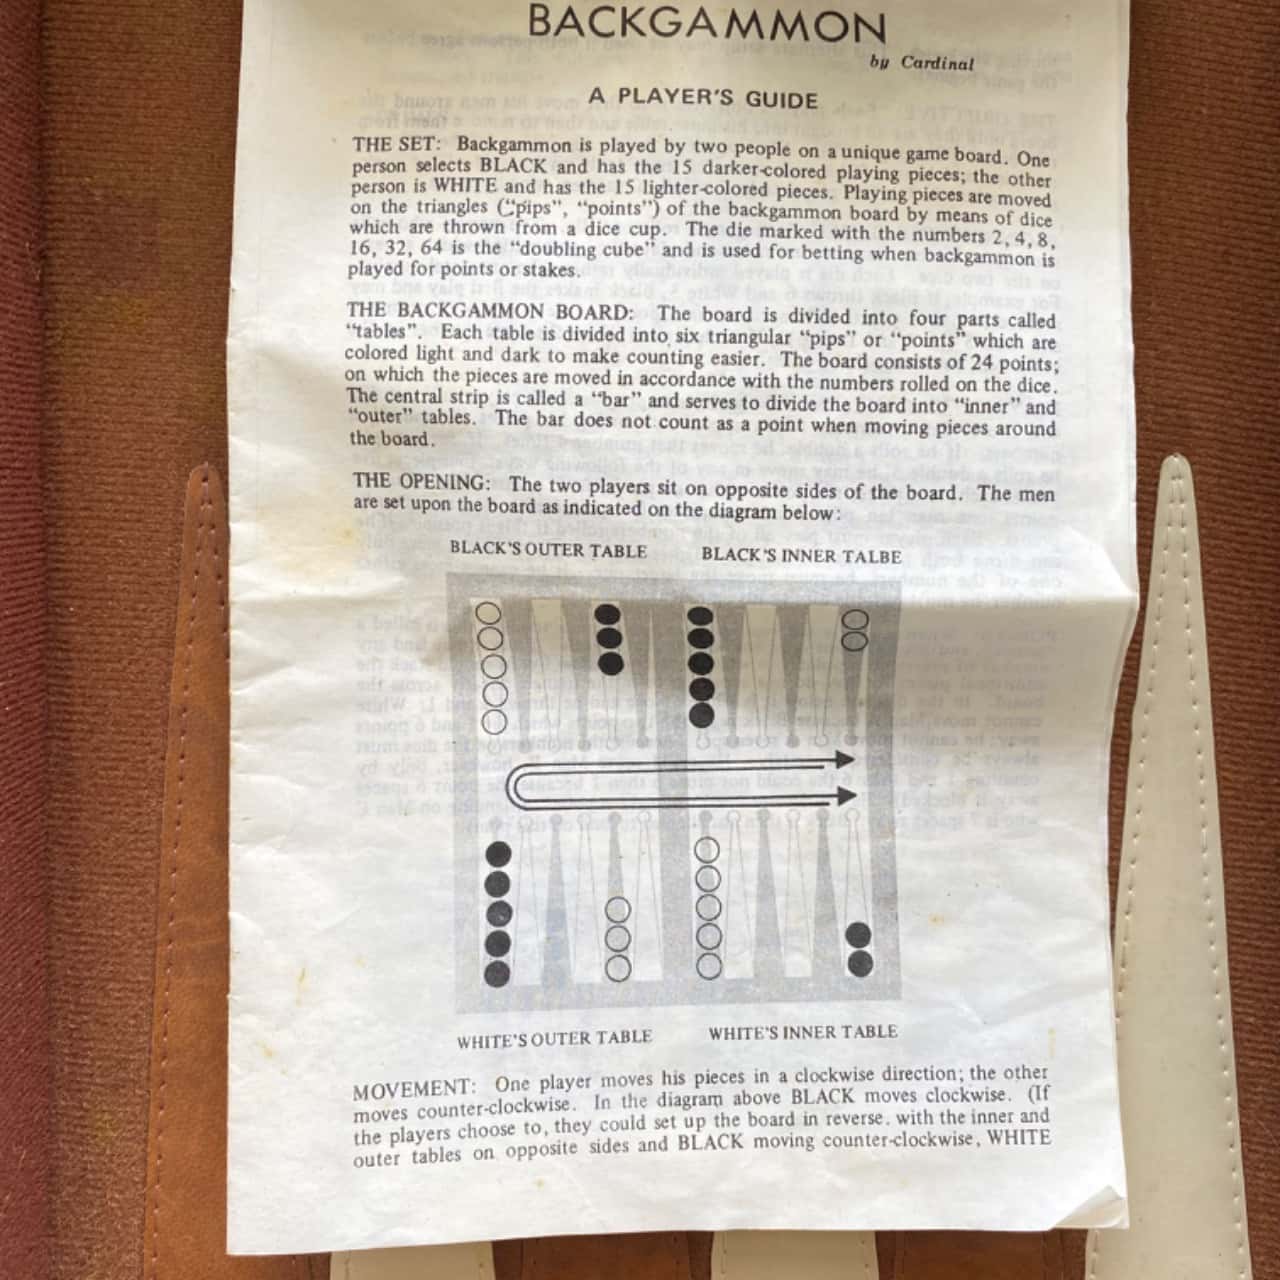 BACKGAMMON
by Cardinal
A PLAYER'S GUIDE
THE SET: Backgammon is played by two people on a unique game board. One
person selects BLACK and has the 15 darker-colored playing pieces; the other
person is WHITE and has the 15 lighter-colored pieces. Playing pieces are moved
on the triangles ("pips", "points") of the backgammon board by means of dice
which are thrown from a dice cup. The die marked with the numbers 2, 4, 8,
16, 32, 64 is the "doubling cube" and is used for betting when backgammon is
played for points or stakes.
THE BACKGAMMON BOARD: The board is divided into four parts called
"tables". Each table is divided into six triangular "pips" or "points" which are
colored light and dark to make counting easier. The board consists of 24 points;
on which the pieces are moved in accordance with the numbers rolled on the dice.
The central strip is called a "bar" and serves to divide the board into "inner" and
"outer" tables. The bar does not count as a point when moving pieces around
the board.
THE OPENING: The two players sit on opposite sides of the board. The men
are set upon the board as indicated on the diagram below:
BLACK'S OUTER TABLE BLACK'S INNER TALBE
WHITE'S OUTER TABLE WHITE'S INNER TABLE
MOVEMENT: One player moves his pieces in a clockwise direction; the other
moves counter-clockwise. In the diagram above BLACK moves clockwise. (If
the players choose to, they could set up the board in reverse. with the inner and
outer tables on opposite sides and BLACK moving counter-clockwise, WHITE